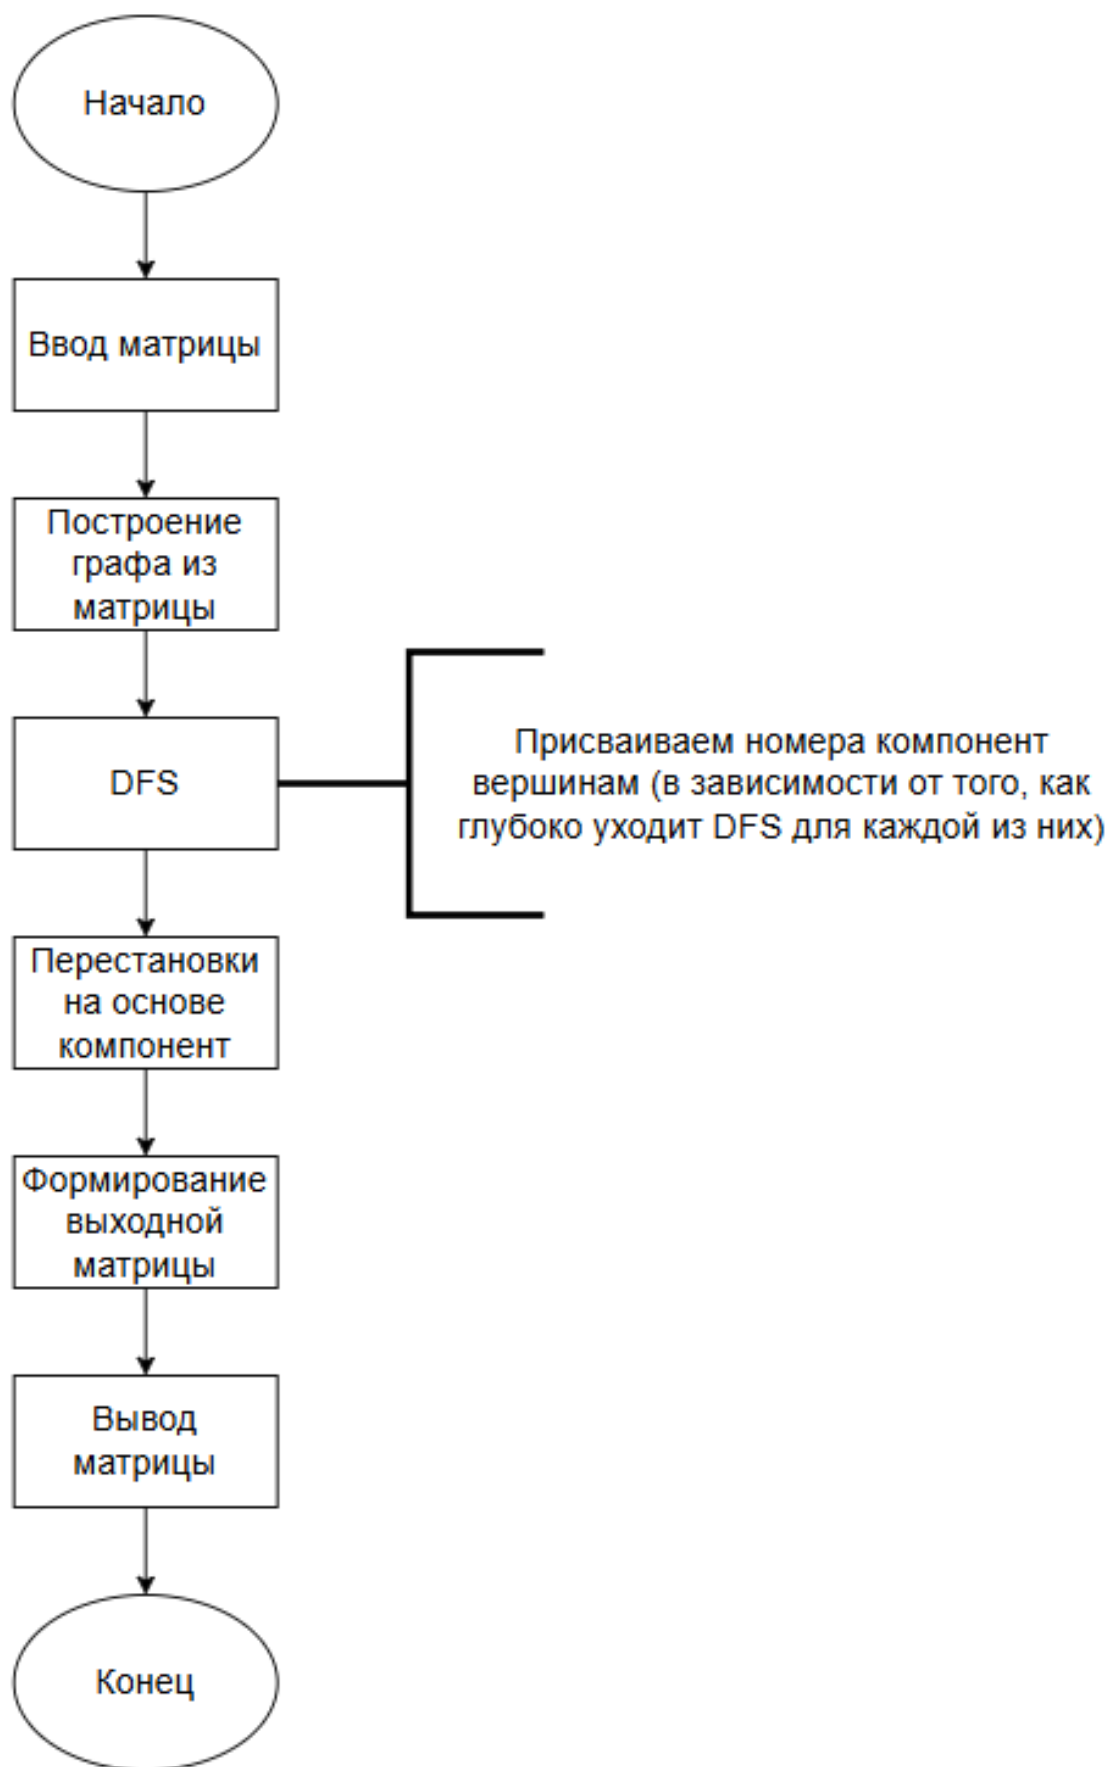 Начало
Ввод матрицы
Построение
графа из
матрицы
DFS
Присваиваем номера компонент
вершинам (в зависимости от того, как
глубоко уходит DFS для каждой из них)
Перестановки
на основе
компонент
Формирование
выходной
матрицы
Вывод
матрицы
Конец